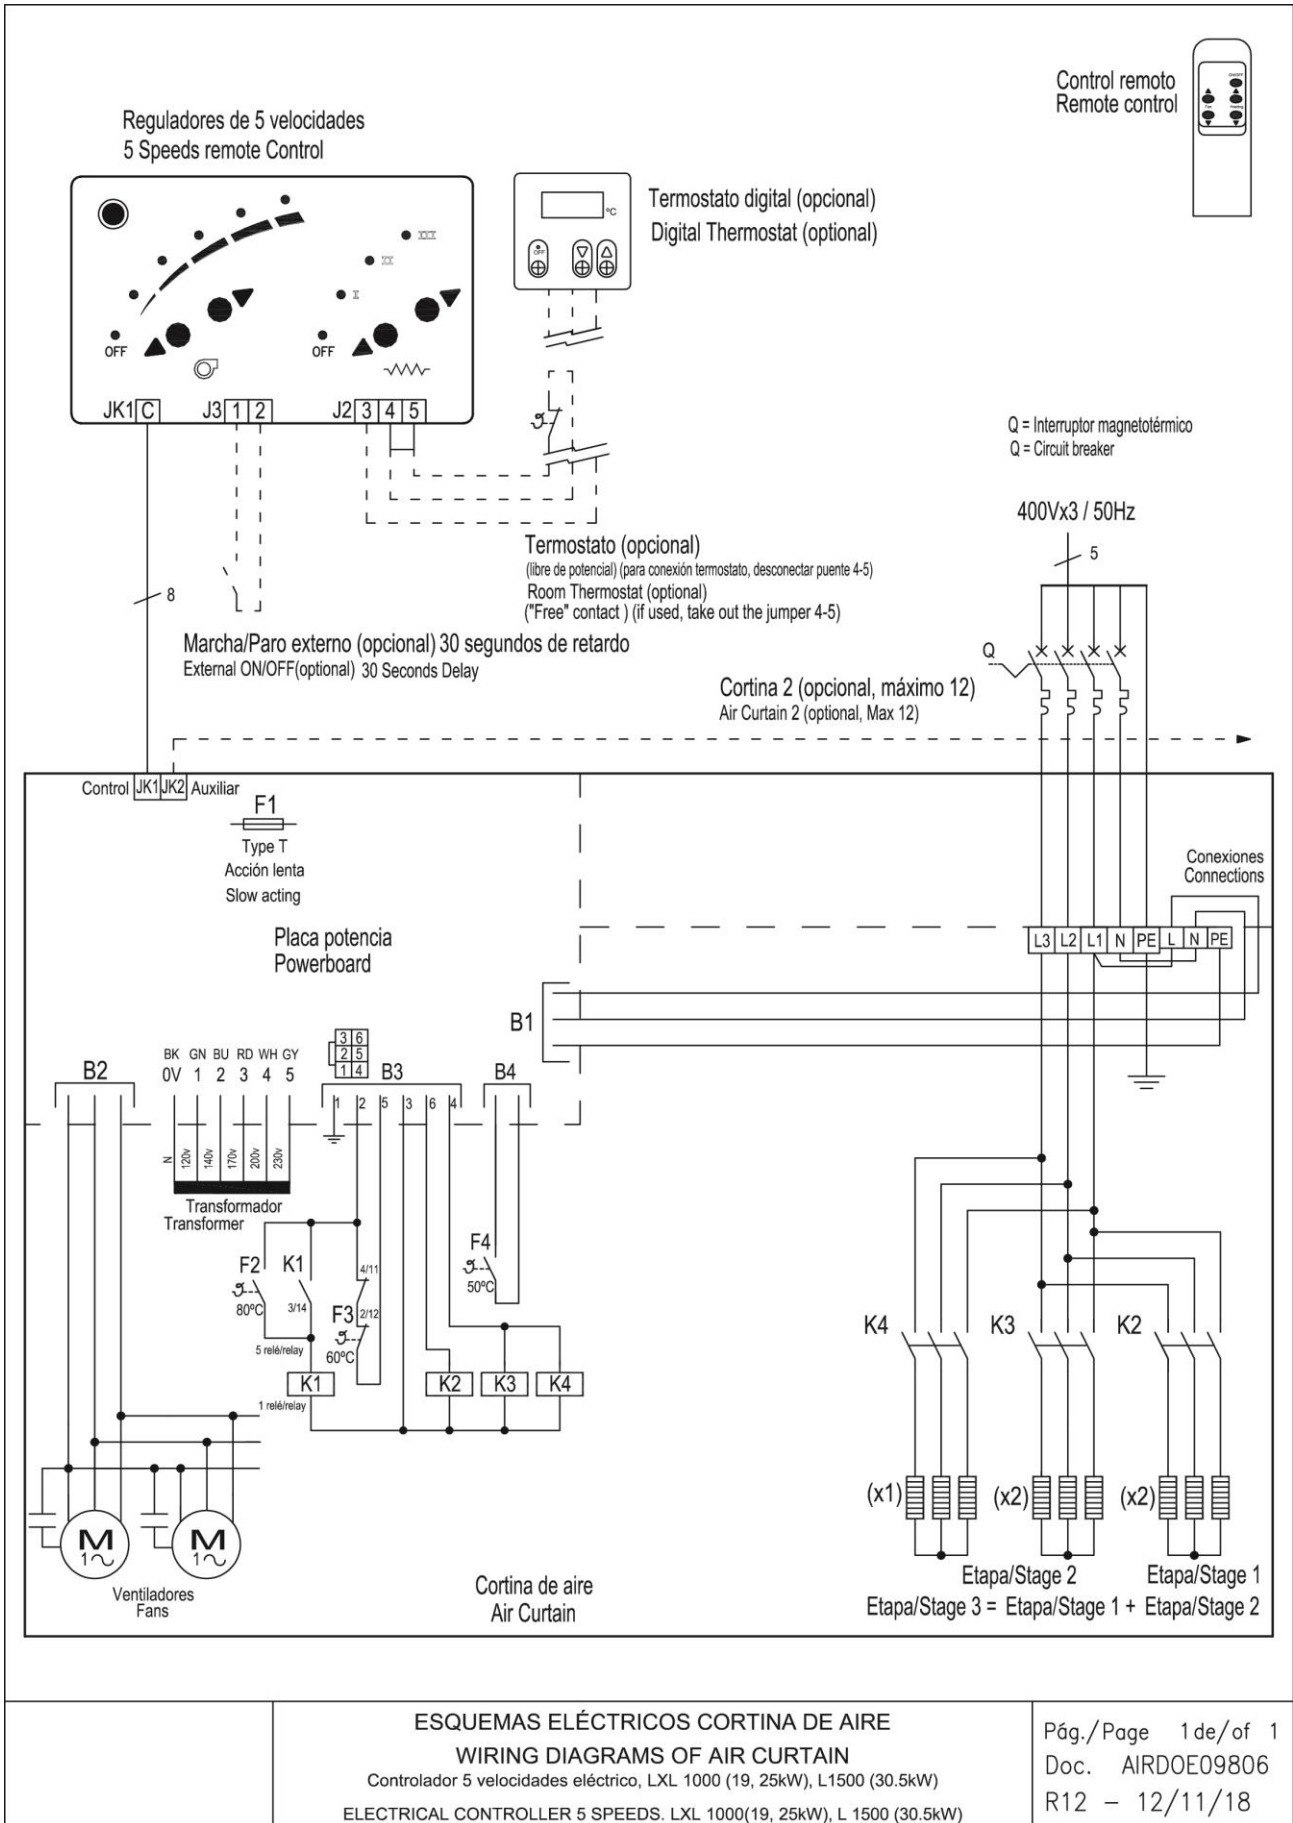 Control remoto
Remote control
ON/OFF
Fan
Heating
Reguladores de 5 velocidades
5 Speeds remote Control
OFF
OFF
I
II
III
JK1 C
J3 1 2
J2 3 4 5
°C
OFF
Termostato digital (opcional)
Digital Thermostat (optional)
Q = Interruptor magnetotérmico
Q = Circuit breaker
400Vx3 / 50Hz
5
Termostato (opcional)
(libre de potencial) (para conexión termostato, desconectar puente 4-5)
Room Thermostat (optional)
("Free" contact ) (if used, take out the jumper 4-5)
8
Marcha/Paro externo (opcional) 30 segundos de retardo
External ON/OFF(optional) 30 Seconds Delay
Q
Cortina 2 (opcional, máximo 12)
Air Curtain 2 (optional, Max 12)
Control JK1 JK2 Auxiliar
F1
Type T
Acción lenta
Slow acting
Conexiones
Connections
Placa potencia
Powerboard
L3 L2 L1 N PE L N PE
B1
B2
BK GN BU RD WH GY
0V 1 2 3 4 5
3 6
2 5
1 4
B3
1 2 5 3 6 4
B4
N 120v 140v 170v 200v 230v
Transformador
Transformer
F2
80ºC
K1
3/14
4/11
F3
2/12
60ºC
F4
50ºC
5 relé/relay
K1 K2 K3 K4
1 relé/relay
K4 K3 K2
(x1) (x2) (x2)
M
1~
M
1~
Ventiladores
Fans
Cortina de aire
Air Curtain
Etapa/Stage 2 Etapa/Stage 1
Etapa/Stage 3 = Etapa/Stage 1 + Etapa/Stage 2
ESQUEMAS ELÉCTRICOS CORTINA DE AIRE
WIRING DIAGRAMS OF AIR CURTAIN
Controlador 5 velocidades eléctrico, LXL 1000 (19, 25kW), L1500 (30.5kW)
ELECTRICAL CONTROLLER 5 SPEEDS. LXL 1000(19, 25kW), L 1500 (30.5kW)
Pág./Page 1 de/of 1
Doc. AIRDOE09806
R12 – 12/11/18